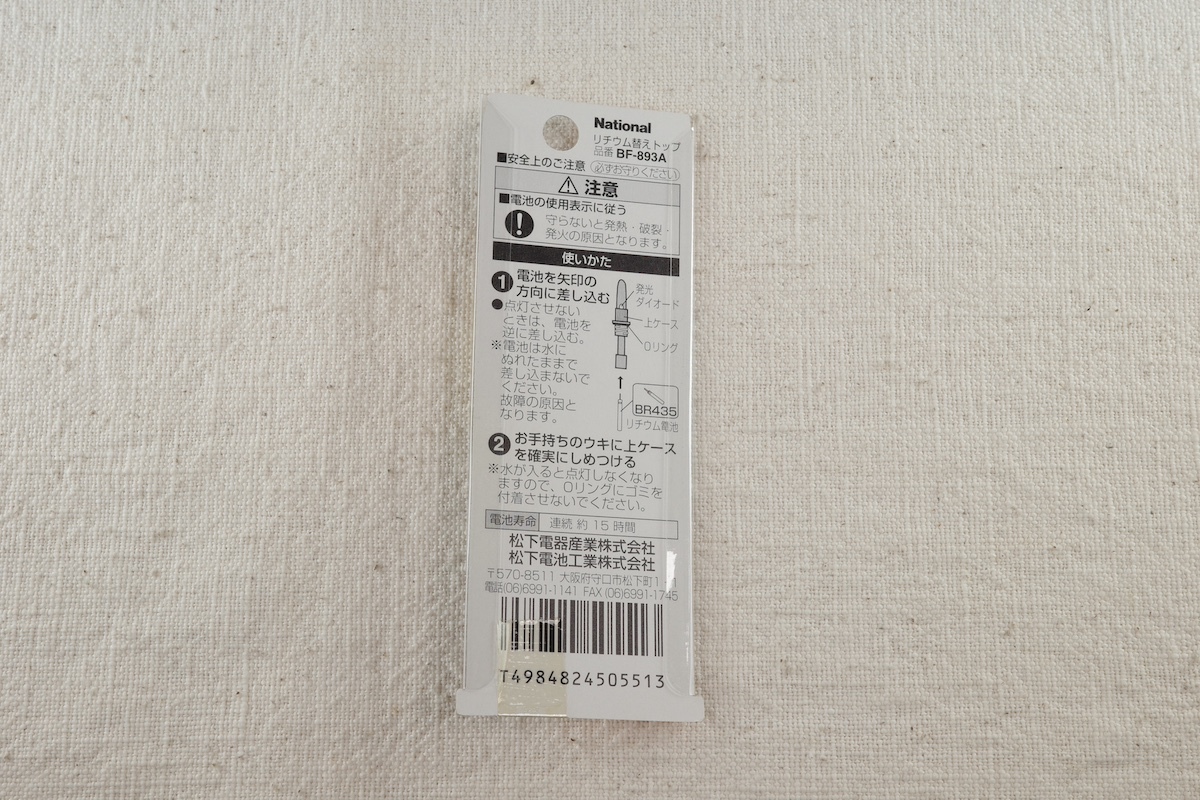 National
リチウム替えトップ
品番 BF-893A
■安全上のご注意 必ずお守りください
⚠ 注意
■電池の使用表示に従う
守らないと発熱・破裂・
発火の原因となります。
使いかた
1 電池を矢印の
方向に差し込む
●点灯させない
ときは、電池を
逆に差し込む。
※電池は水に
ぬれたままで
差し込まないで
ください。
故障の原因と
なります。
発光
ダイオード
上ケース
Oリング
BR435
リチウム電池
2 お手持ちのウキに上ケース
を確実にしめつける
※水が入ると点灯しなくなり
ますので、Oリングにゴミを
付着させないでください。
電池寿命 連続 約 15 時間
松下電器産業株式会社
松下電池工業株式会社
〒570-8511 大阪府守口市松下町
電話(06)6991-1141 FAX (06)6991-1745
T4984824505513